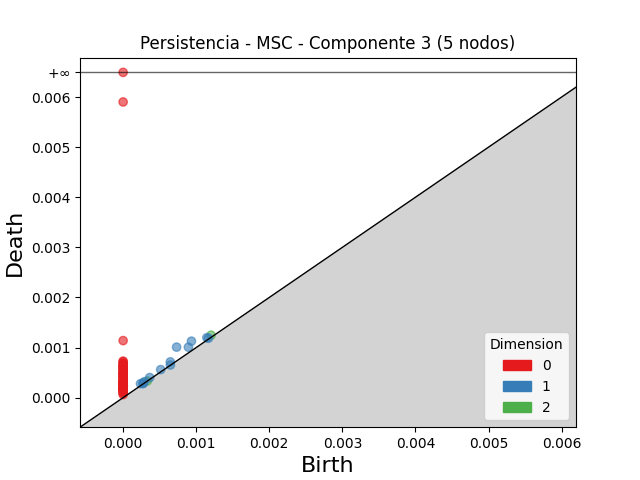 Persistencia - MSC - Componente 3 (5 nodos)
+∞
0.006
0.005
0.004
0.003
0.002
0.001
0.000
Death
Dimension
0
1
2
0.000 0.001 0.002 0.003 0.004 0.005 0.006
Birth